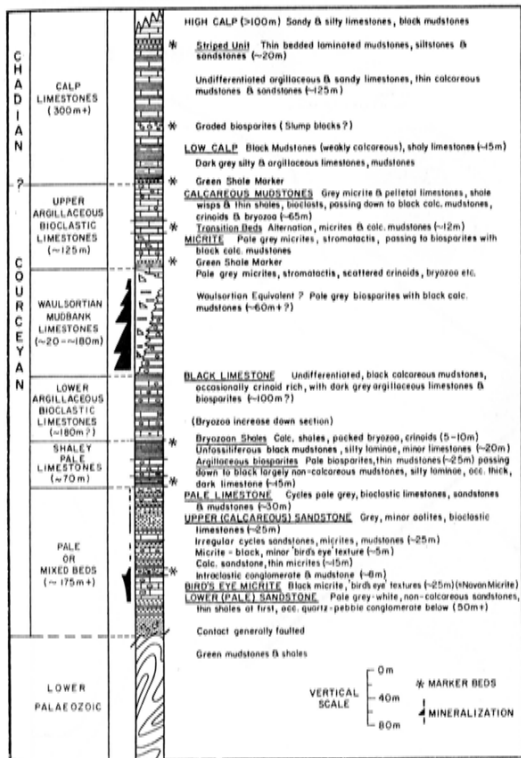 CHADIAN
?
COURCEYAN
CALP
LIMESTONES
(300m+)
UPPER
ARGILLACEOUS
BIOCLASTIC
LIMESTONES
(~125m)
WAULSORTIAN
MUDBANK
LIMESTONES
(~20-~180m)
LOWER
ARGILLACEOUS
BIOCLASTIC
LIMESTONES
(~180m?)
SHALEY
PALE
LIMESTONES
(~70m)
PALE
OR
MIXED BEDS
(~175m+)
LOWER
PALAEOZOIC
HIGH CALP (>100m) Sandy & silty limestones, black mudstones
* Striped Unit Thin bedded laminated mudstones, siltstones &
sandstones (~20m)
Undifferentiated argillaceous & sandy limestones, thin calcareous
mudstones & sandstones (~125m)
* Graded biosparites (Slump blocks?)
LOW CALP Black Mudstones (weakly calcareous), shaly limestones (~15m)
Dark grey silty & argillaceous limestones, mudstones
* Green Shale Marker
CALCAREOUS MUDSTONES Grey micrite & pelletal limestones, shale
wisps & thin shales, bioclasts, passing down to black calc. mudstones,
crinoids & bryozoa (~65m)
* Transition Beds Alternation, micrites & calc. mudstones (~12m)
MICRITE Pale grey micrites, stromatactis, passing to biosparites with
black calc. mudstones
* Green Shale Marker
Pale grey micrites, stromatactis, scattered crinoids, bryozoa etc.
Waulsortian Equivalent ? Pale grey biosparites with black calc.
mudstones (~60m+?)
BLACK LIMESTONE Undifferentiated, black calcareous mudstones,
occasionally crinoid rich, with dark grey argillaceous limestones &
biosparites (~100m?)
(Bryozoa increase down section)
* Bryozoan Shales Calc. shales, packed bryozoa, crinoids (5-10m)
Unfossiliferous black mudstones, silty laminae, minor limestones (~20m)
Argillaceous biosparites Pale biosparites, thin mudstones (~25m) passing
down to black largely non-calcareous mudstones, silty laminae, occ. thick,
* dark limestone (~15m)
PALE LIMESTONE Cycles pale grey, bioclastic limestones, sandstones
& mudstones (~30m)
UPPER (CALCAREOUS) SANDSTONE Grey, minor oolites, bioclastic
limestones (~25m)
Irregular cycles sandstones, micrites, mudstones (~25m)
Micrite - black, minor 'bird's eye' texture (~5m)
Calc. sandstone, thin micrites (~15m)
* Intraclastic conglomerate & mudstone (~6m)
BIRD'S EYE MICRITE Black micrite, 'bird's eye' textures (~25m) (≡Navan Micrite)
LOWER (PALE) SANDSTONE Pale grey-white, non-calcareous sandstones,
thin shales at first, occ. quartz-pebble conglomerate below (50m+)
Contact generally faulted
Green mudstones & shales
VERTICAL
SCALE
0m
40m
80m
* MARKER BEDS
MINERALIZATION